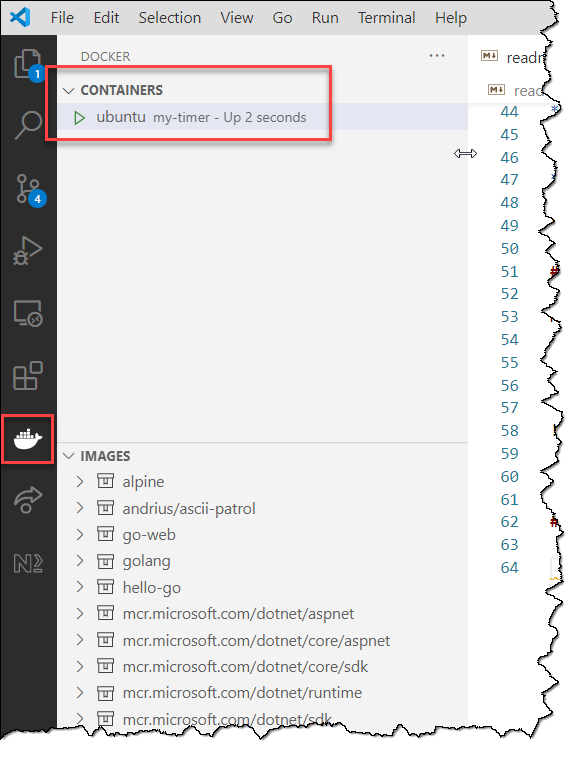 File Edit Selection View Go Run Terminal Help
DOCKER ···
CONTAINERS
ubuntu my-timer - Up 2 seconds
1
4
IMAGES
alpine
andrius/ascii-patrol
go-web
golang
hello-go
mcr.microsoft.com/dotnet/aspnet
mcr.microsoft.com/dotnet/core/aspnet
mcr.microsoft.com/dotnet/core/sdk
mcr.microsoft.com/dotnet/runtime
mcr.microsoft.com/dotnet/sdk
44 *
45
46
47 *
48
49
50
51 #
52
53
54
55
56
57
58
59
60
61
62 #
63
64